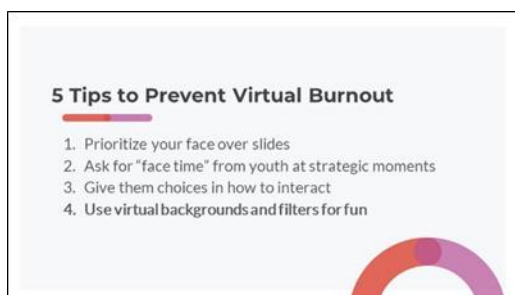 5 Tips to Prevent Virtual Burnout
1. Prioritize your face over slides
2. Ask for “face time” from youth at strategic moments
3. Give them choices in how to interact
4. Use virtual backgrounds and filters for fun